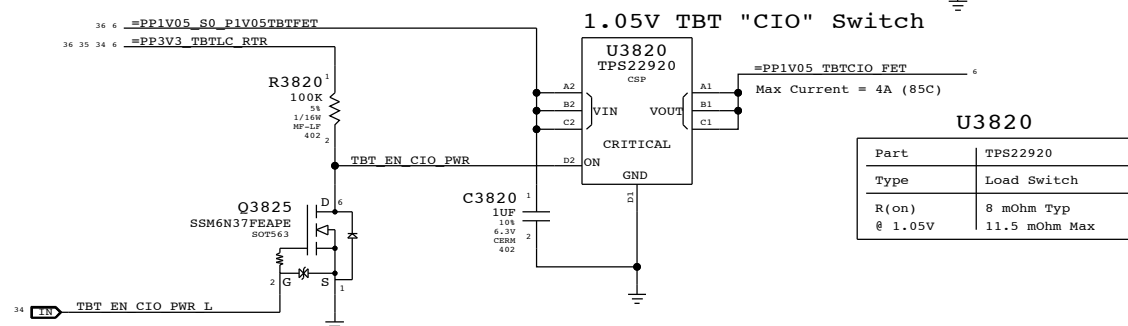 1.05V TBT "CIO" Switch
36 6 =PP1V05_S0_P1V05TBTFET
36 35 34 6 =PP3V3_TBTLC_RTR
R3820 1
100K
5%
1/16W
MF-LF
402 2
TBT_EN_CIO_PWR
Q3825
SSM6N37FEAPE
SOT563
D 6
2 G S 1
34 IN TBT_EN_CIO_PWR_L
U3820
TPS22920
CSP
A2 A1
B2 VIN VOUT B1
C2 C1
CRITICAL
D2 ON
GND
D1
C3820 1
1UF
10%
6.3V
CERM 2
402
=PP1V05_TBTCIO_FET 6
Max Current = 4A (85C)
U3820
Part TPS22920
Type Load Switch
R(on) 8 mOhm Typ
@ 1.05V 11.5 mOhm Max